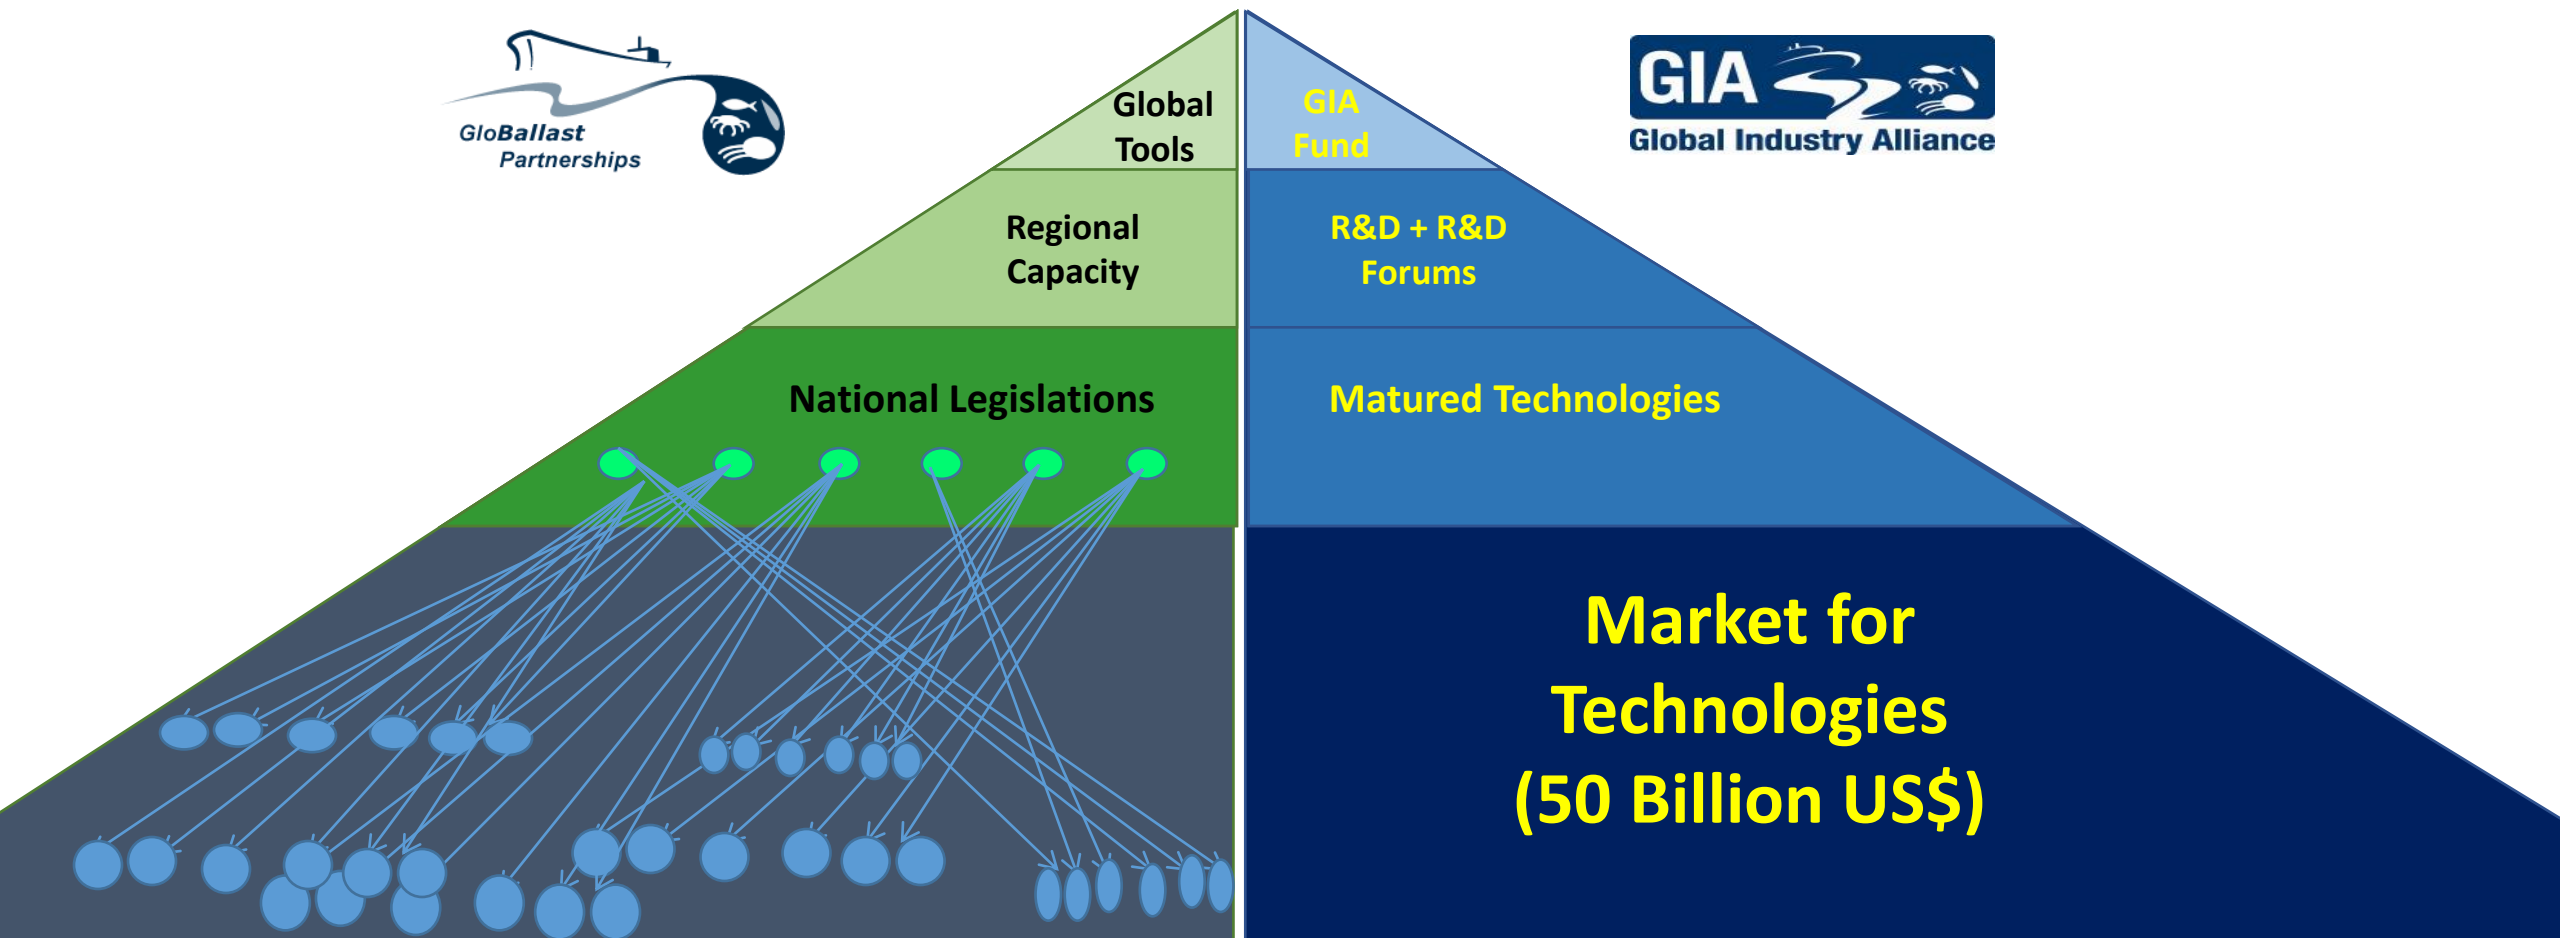 GloBallast
Partnerships
GIA
Global Industry Alliance
Global
Tools
GIA
Fund
Regional
Capacity
R&D + R&D
Forums
National Legislations
Matured Technologies
Market for
Technologies
(50 Billion US$)